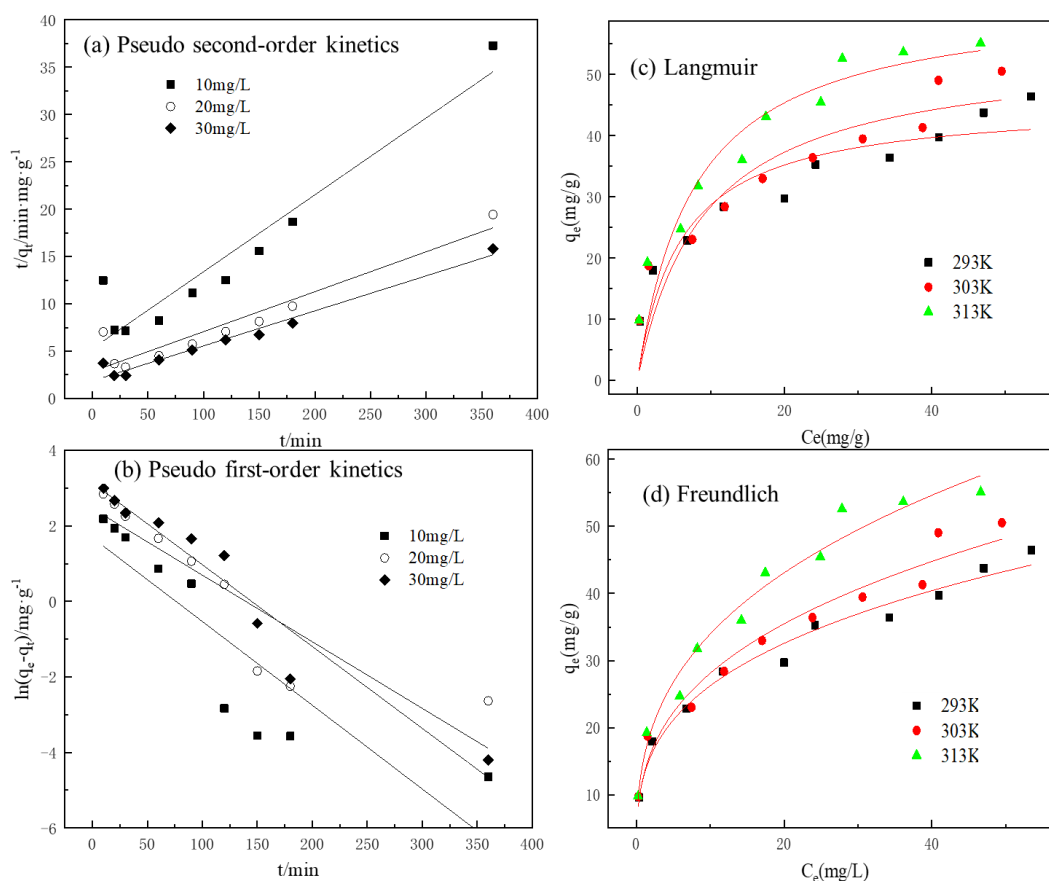 (a) Pseudo second-order kinetics
10mg/L
20mg/L
30mg/L
t/qt/min·mg·g-1
40
35
30
25
20
15
10
5
0
0 50 100 150 200 250 300 350 400
t/min
(c) Langmuir
293K
303K
313K
qe(mg/g)
50
40
30
20
10
0
0 20 40
Ce(mg/g)
(b) Pseudo first-order kinetics
10mg/L
20mg/L
30mg/L
ln(qe-qt)/mg·g-1
4
2
0
-2
-4
-6
0 50 100 150 200 250 300 350 400
t/min
(d) Freundlich
293K
303K
313K
qe(mg/g)
60
50
40
30
20
10
0 20 40
Ce(mg/L)